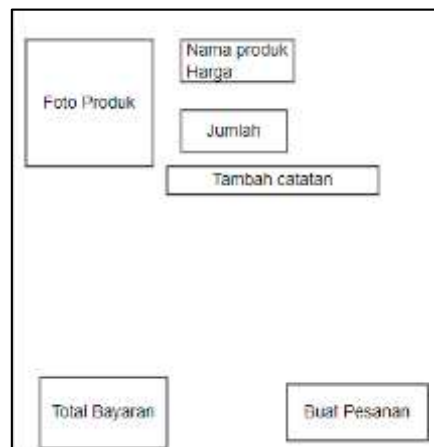 Nama produk
Harga
Foto Produk
Jumlah
Tambah catatan
Total Bayaran
Buat Pesanan